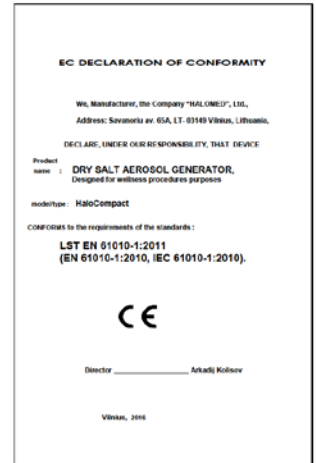 EC DECLARATION OF CONFORMITY
We, Manufacturer, the Company "HALOMED", Ltd.,
Address: Savanoriu av. 65A, LT- 03149 Vilnius, Lithuania,
DECLARE, UNDER OUR RESPONSIBILITY, THAT DEVICE
Product
name : DRY SALT AEROSOL GENERATOR,
Designed for wellness procedures purposes
model/type : HaloCompact
CONFORMS to the requirements of the standards :
LST EN 61010-1:2011
(EN 61010-1:2010, IEC 61010-1:2010).
CE
Director _______________ Arkadij Kolisov
Vilnius, 2016